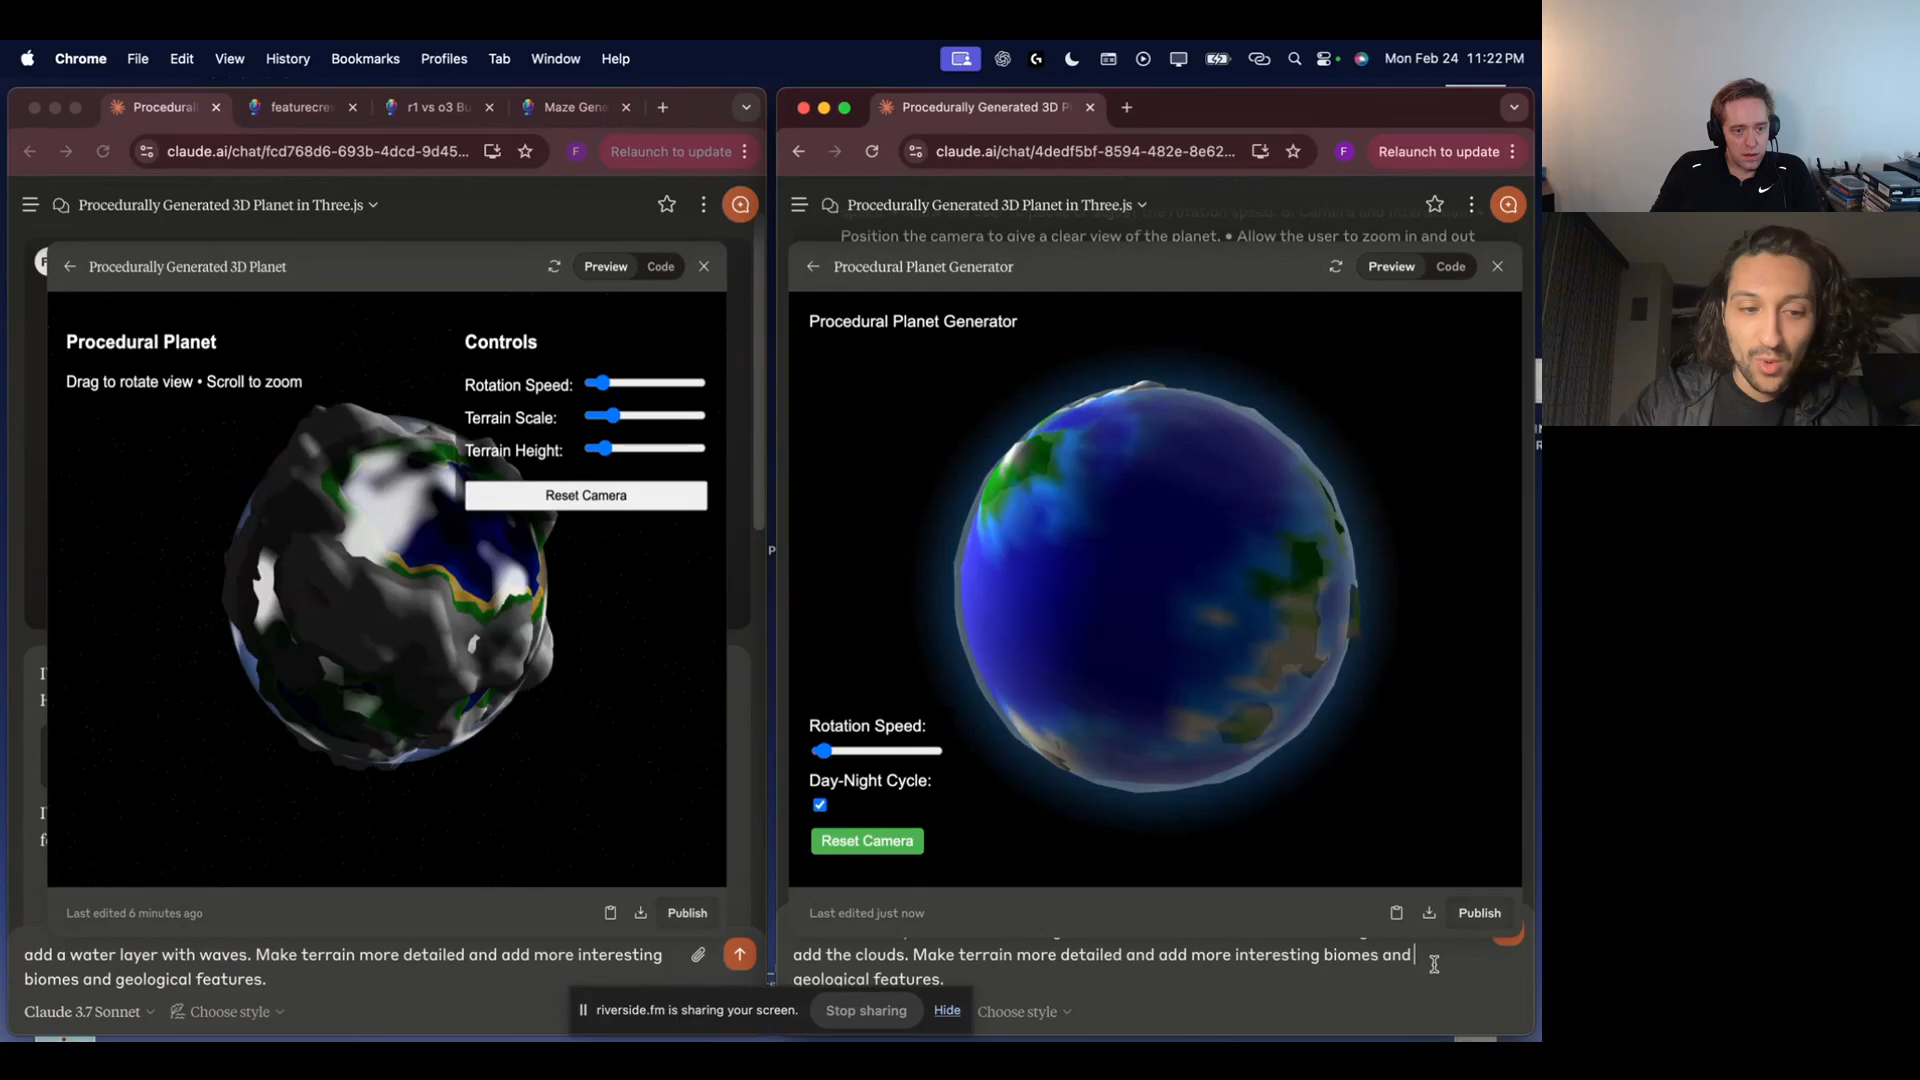 Chrome File Edit View History Bookmarks Profiles Tab Window Help
Mon Feb 24 11:22 PM
Procedural
featurecre
r1 vs o3 Bu
Maze Gene
claude.ai/chat/fcd768d6-693b-4dcd-9d45...
Relaunch to update
Procedurally Generated 3D Planet in Three.js
Procedurally Generated 3D Planet
Preview
Code
Procedural Planet
Drag to rotate view • Scroll to zoom
Controls
Rotation Speed:
Terrain Scale:
Terrain Height:
Reset Camera
Last edited 6 minutes ago
Publish
add a water layer with waves. Make terrain more detailed and add more interesting
biomes and geological features.
Claude 3.7 Sonnet
Choose style
Procedurally Generated 3D P
F
claude.ai/chat/4dedf5bf-8594-482e-8e62...
F
Relaunch to update
Procedurally Generated 3D Planet in Three.js
Position the camera to give a clear view of the planet. • Allow the user to zoom in and out
Procedural Planet Generator
Preview
Code
Procedural Planet Generator
Rotation Speed:
Day-Night Cycle:
Reset Camera
Last edited just now
Publish
add the clouds. Make terrain more detailed and add more interesting biomes and
geological features.
Choose style
riverside.fm is sharing your screen.
Stop sharing
Hide